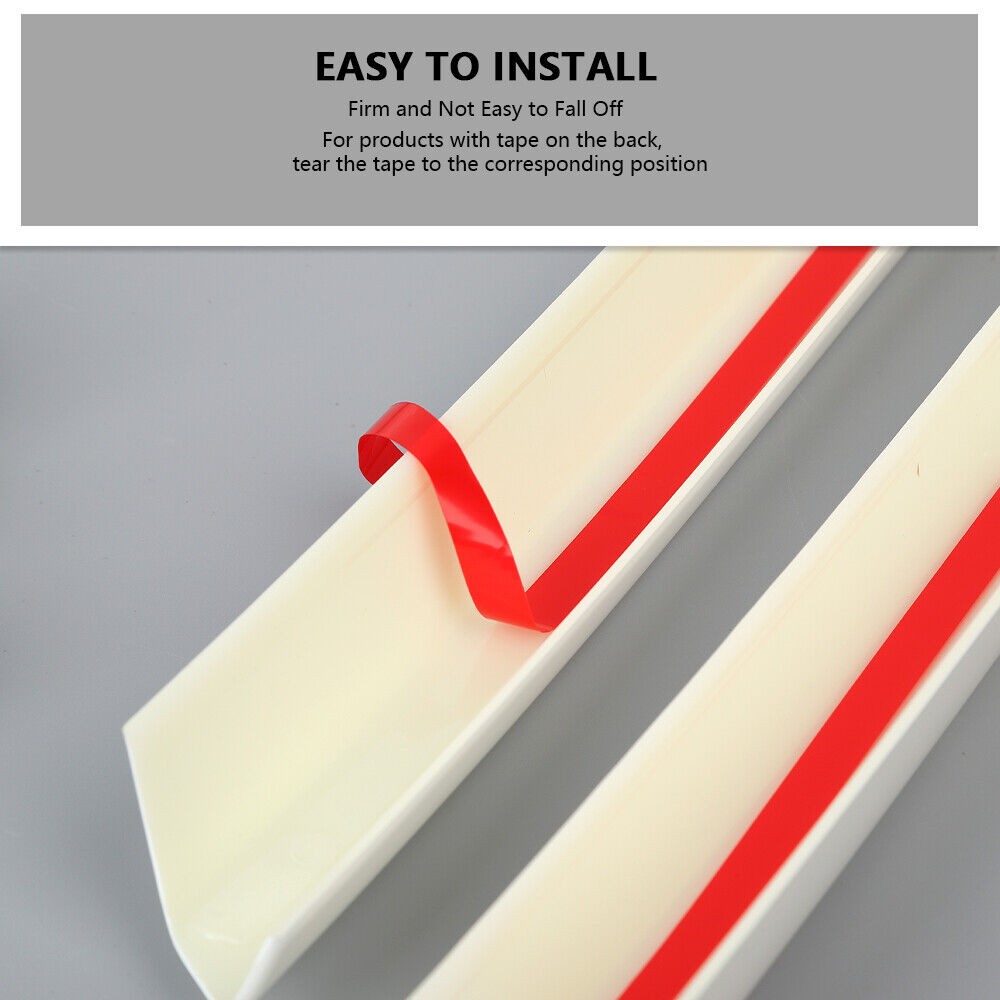 EASY TO INSTALL
Firm and Not Easy to Fall Off
For products with tape on the back,
tear the tape to the corresponding position